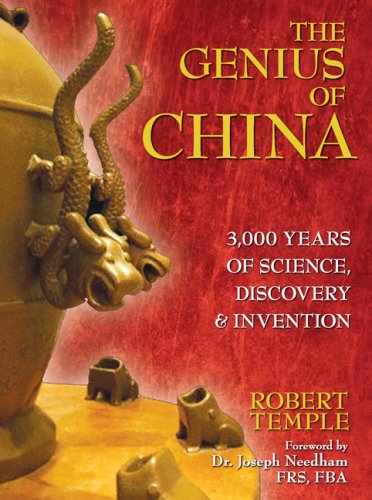 THE
GENIUS
OF
CHINA
3,000 YEARS
OF SCIENCE,
DISCOVERY
& INVENTION
ROBERT
TEMPLE
Foreword by
Dr. Joseph Needham
FRS, FBA